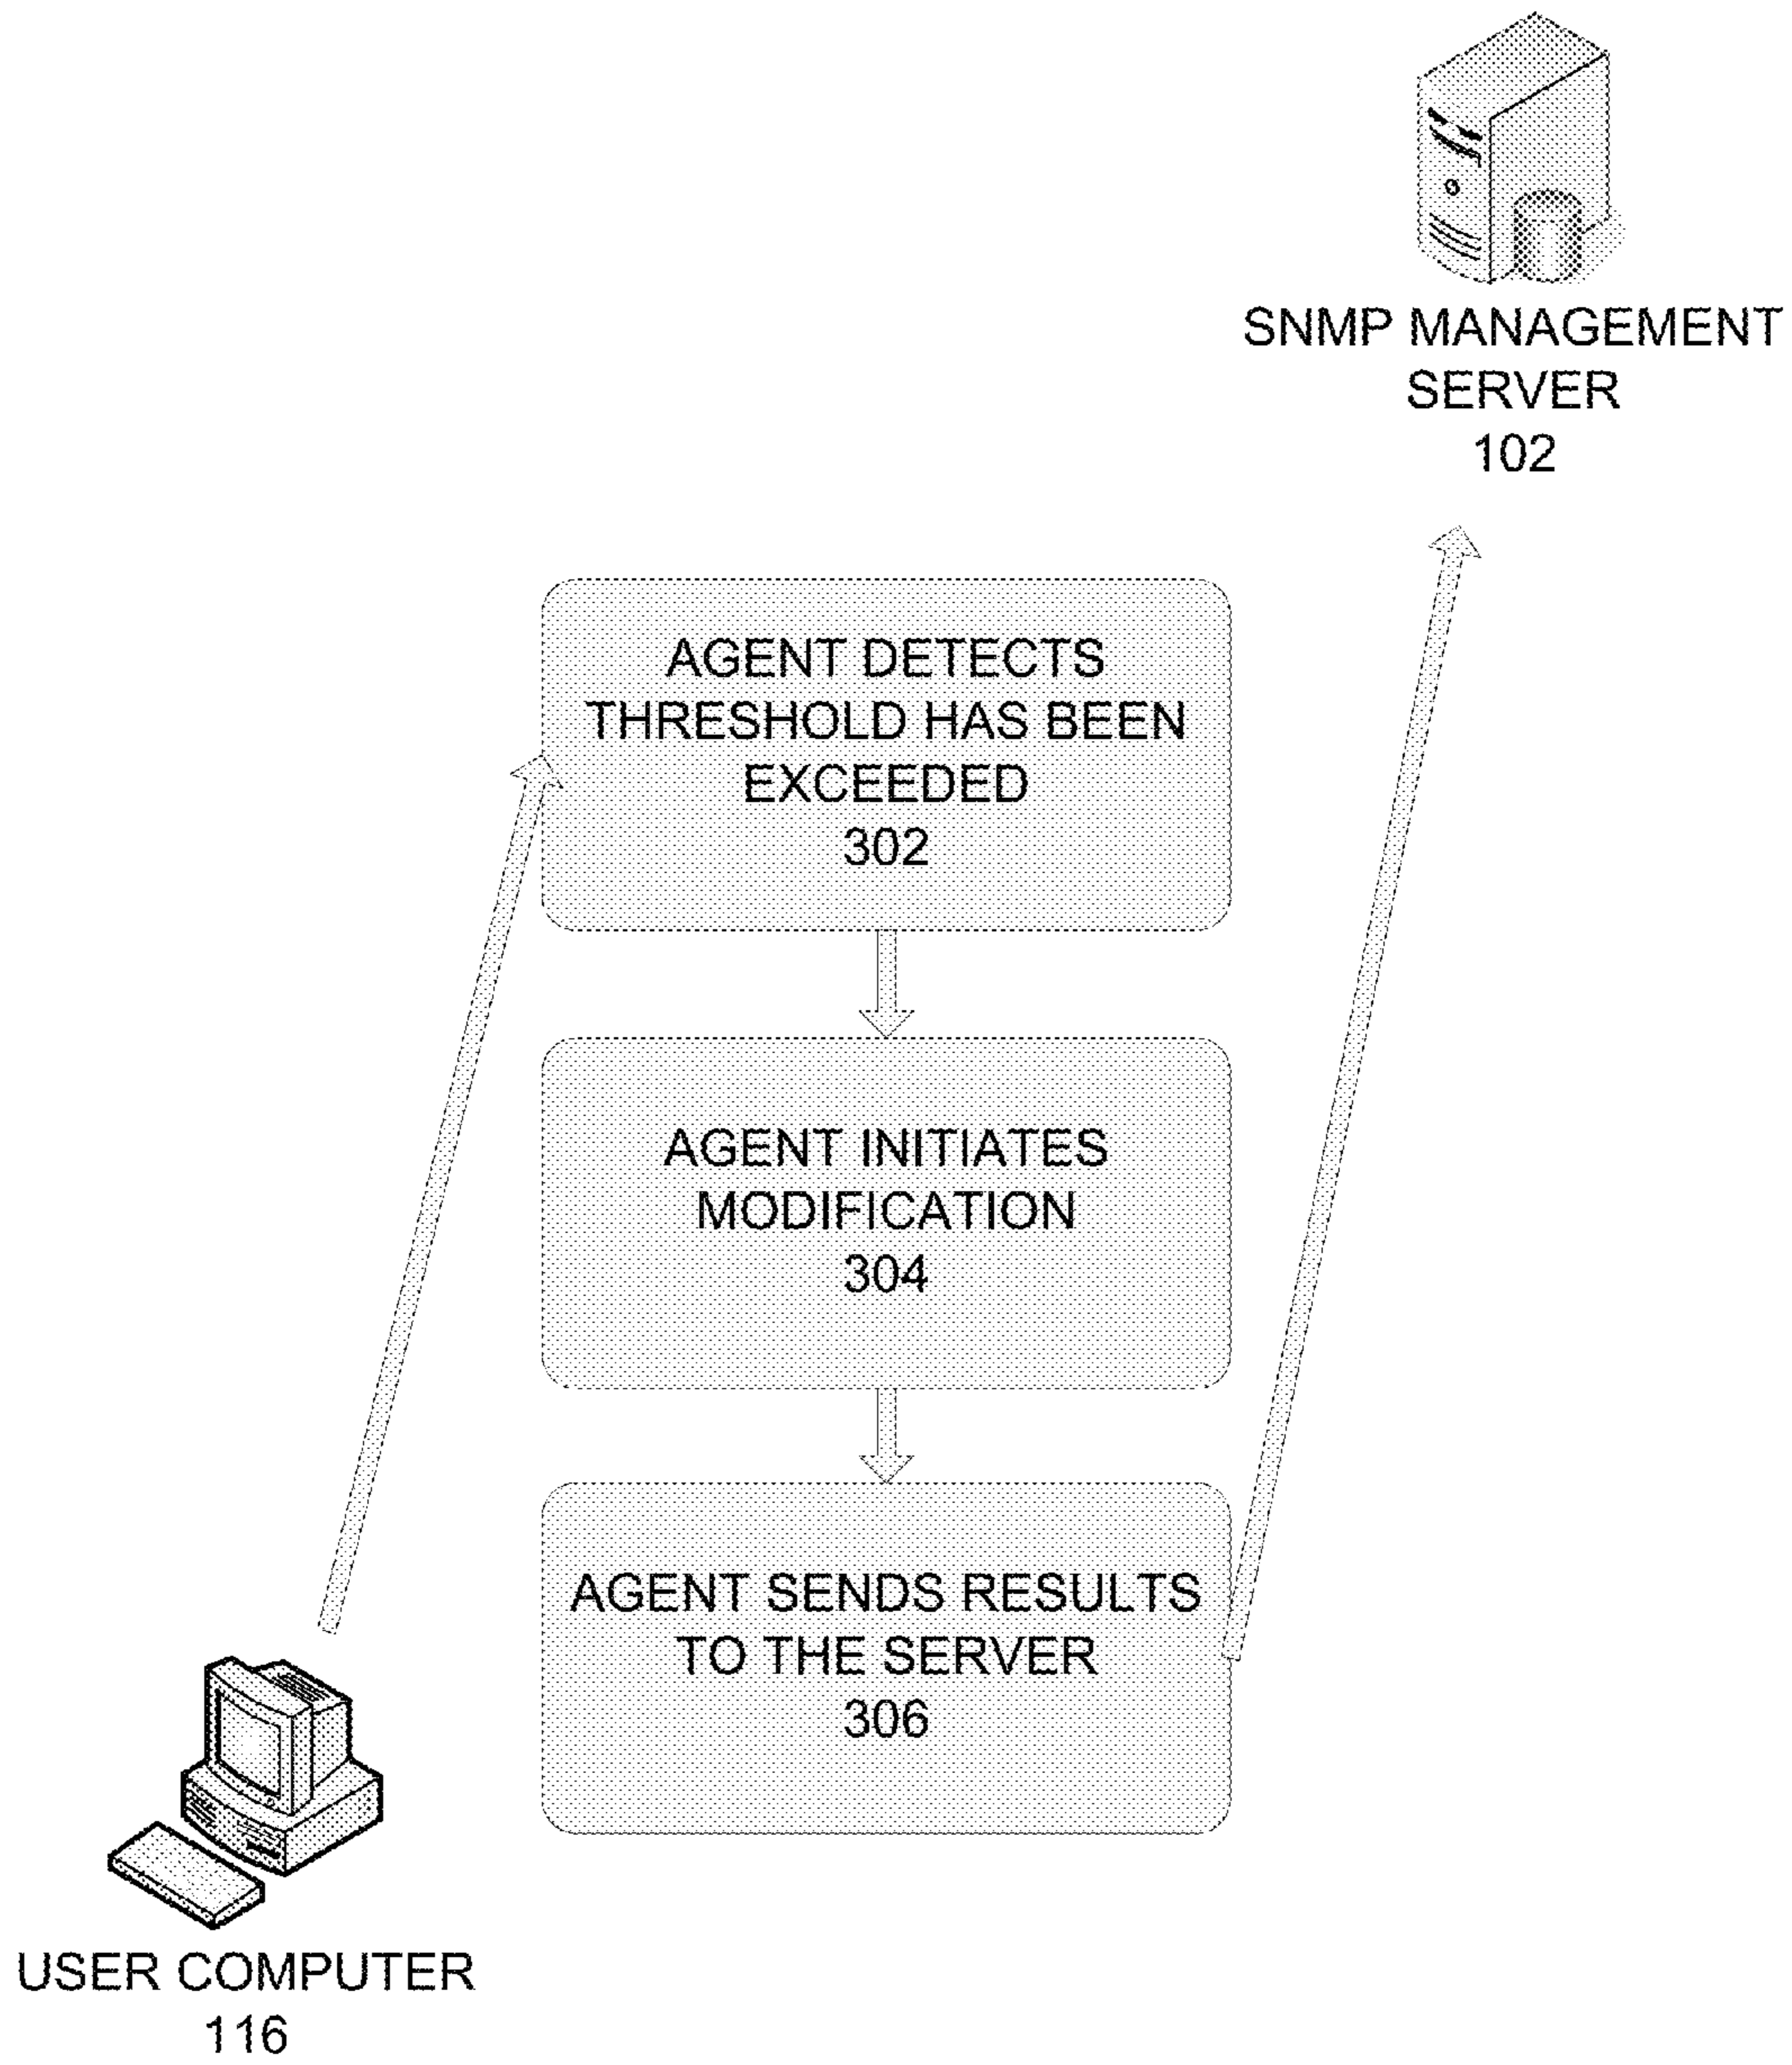 SNMP MANAGEMENT
SERVER
102
AGENT DETECTS
THRESHOLD HAS BEEN
EXCEEDED
302
AGENT INITIATES
MODIFICATION
304
AGENT SENDS RESULTS
TO THE SERVER
306
USER COMPUTER
116